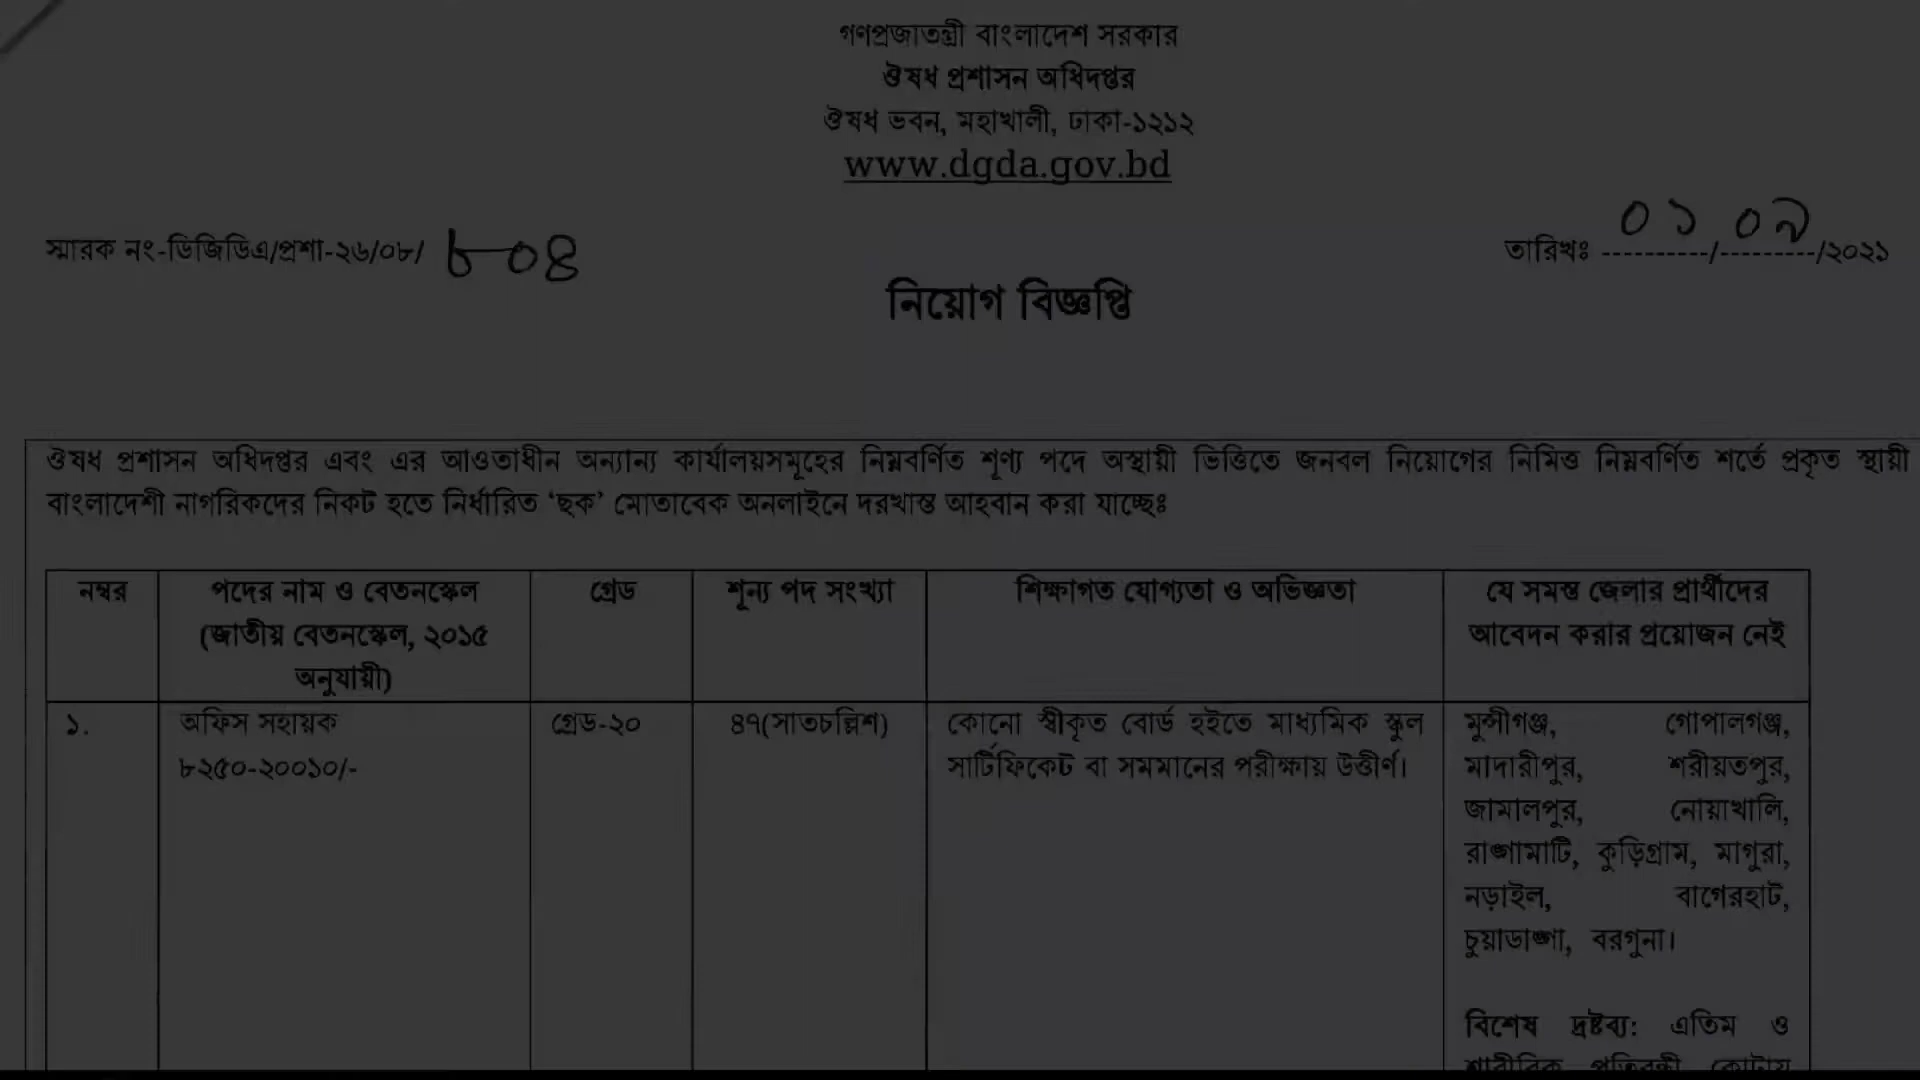 গণপ্রজাতন্ত্রী বাংলাদেশ সরকার
ঔষধ প্রশাসন অধিদপ্তর
ঔষধ ভবন, মহাখালী, ঢাকা-১২১২
www.dgda.gov.bd
স্মারক নং-ডিজিডিএ/প্রশা-২৬/০৮/ ৮০৪
তারিখঃ ০১/০৯/২০২১
নিয়োগ বিজ্ঞপ্তি
ঔষধ প্রশাসন অধিদপ্তর এবং এর আওতাধীন অন্যান্য কার্যালয়সমূহের নিম্নবর্ণিত শূণ্য পদে অস্থায়ী ভিত্তিতে জনবল নিয়োগের নিমিত্ত নিম্নবর্ণিত শর্তে প্রকৃত স্থায়ী
বাংলাদেশী নাগরিকদের নিকট হতে নির্ধারিত ‘ছক’ মোতাবেক অনলাইনে দরখাস্ত আহবান করা যাচ্ছেঃ
নম্বর
পদের নাম ও বেতনস্কেল
(জাতীয় বেতনস্কেল, ২০১৫
অনুযায়ী)
গ্রেড
শূন্য পদ সংখ্যা
শিক্ষাগত যোগ্যতা ও অভিজ্ঞতা
যে সমস্ত জেলার প্রার্থীদের
আবেদন করার প্রয়োজন নেই
১.
অফিস সহায়ক
৮২৫০-২০০১০/-
গ্রেড-২০
৪৭(সাতচল্লিশ)
কোনো স্বীকৃত বোর্ড হইতে মাধ্যমিক স্কুল
সার্টিফিকেট বা সমমানের পরীক্ষায় উত্তীর্ণ।
মুন্সীগঞ্জ, গোপালগঞ্জ,
মাদারীপুর, শরীয়তপুর,
জামালপুর, নোয়াখালি,
রাঙ্গামাটি, কুড়িগ্রাম, মাগুরা,
নড়াইল, বাগেরহাট,
চুয়াডাঙ্গা, বরগুনা।
বিশেষ দ্রষ্টব্য: এতিম ও
শারীরিক প্রতিবন্ধী কোটায়